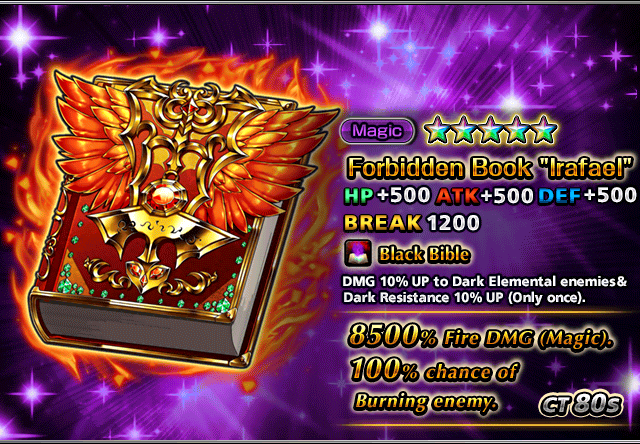 Magic
Forbidden Book "Irafael"
HP +500 ATK +500 DEF +500
BREAK 1200
Black Bible
DMG 10% UP to Dark Elemental enemies&
Dark Resistance 10% UP (Only once).
8500% Fire DMG (Magic).
100% chance of
Burning enemy.
CT 80s